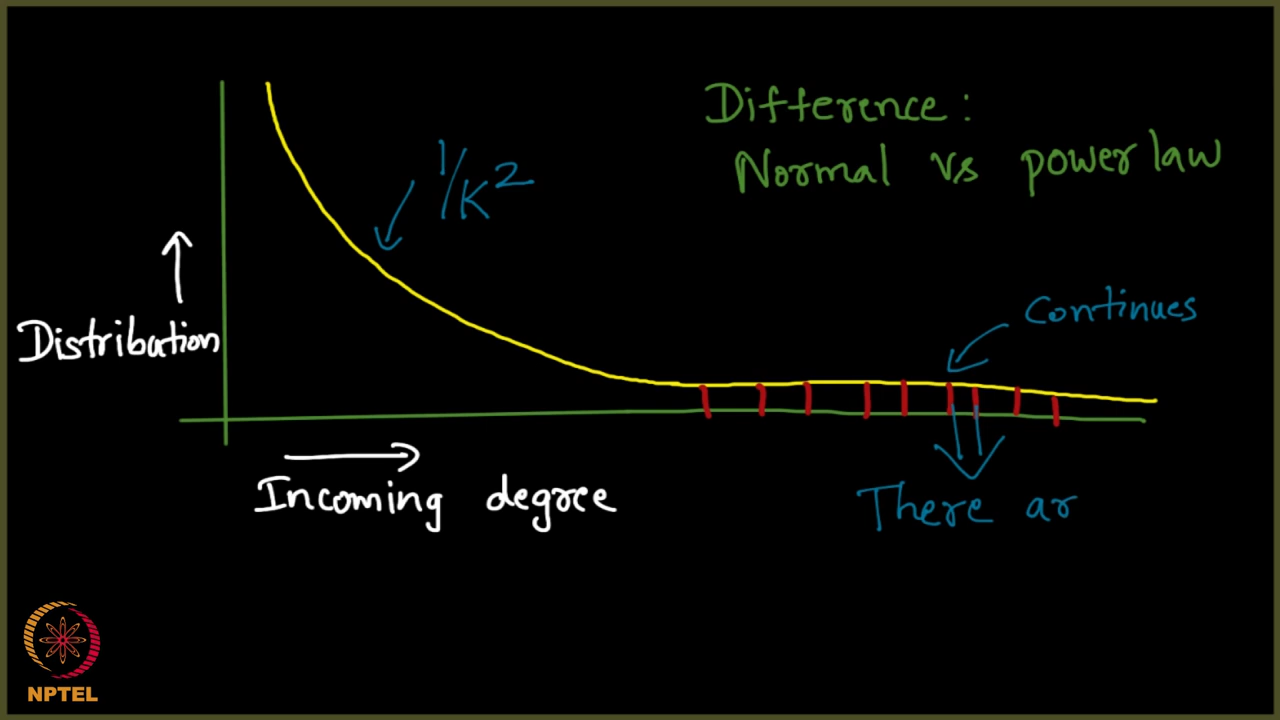 Difference:
Normal vs power law
1/K²
Continues
Distribution
Incoming degree
There ar
NPTEL